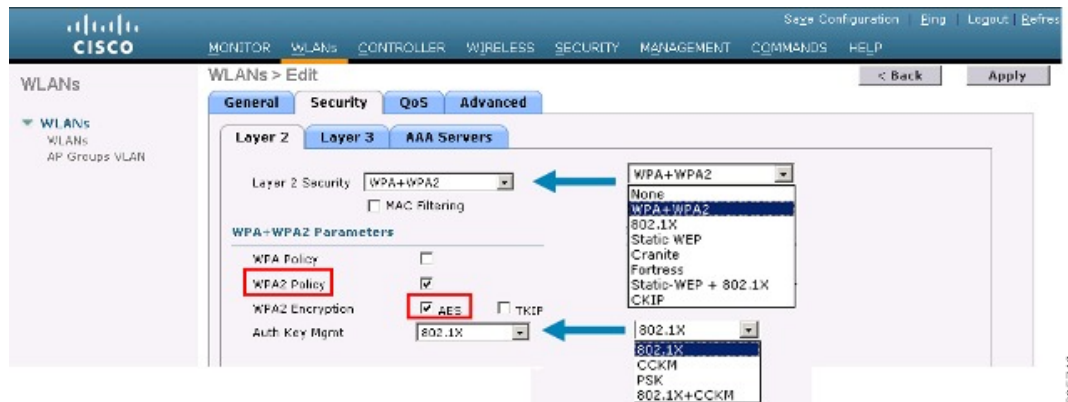 Save Configuration Ping Logout Refres
CISCO
MONITOR WLANs CONTROLLER WIRELESS SECURITY MANAGEMENT COMMANDS HELP
WLANs
WLANs > Edit
< Back Apply
General Security QoS Advanced
WLANs
WLANs
AP Groups VLAN
Layer 2 Layer 3 AAA Servers
Layer 2 Security WPA+WPA2
MAC Filtering
WPA+WPA2
None
WPA+WPA2
802.1X
Static WEP
Cranite
Fortress
Static-WEP + 802.1X
CKIP
WPA+WPA2 Parameters
WPA Policy
WPA2 Policy
WPA2 Encryption AES TKIP
Auth Key Mgmt 802.1X
802.1X
802.1X
CCKM
PSK
802.1X+CCKM